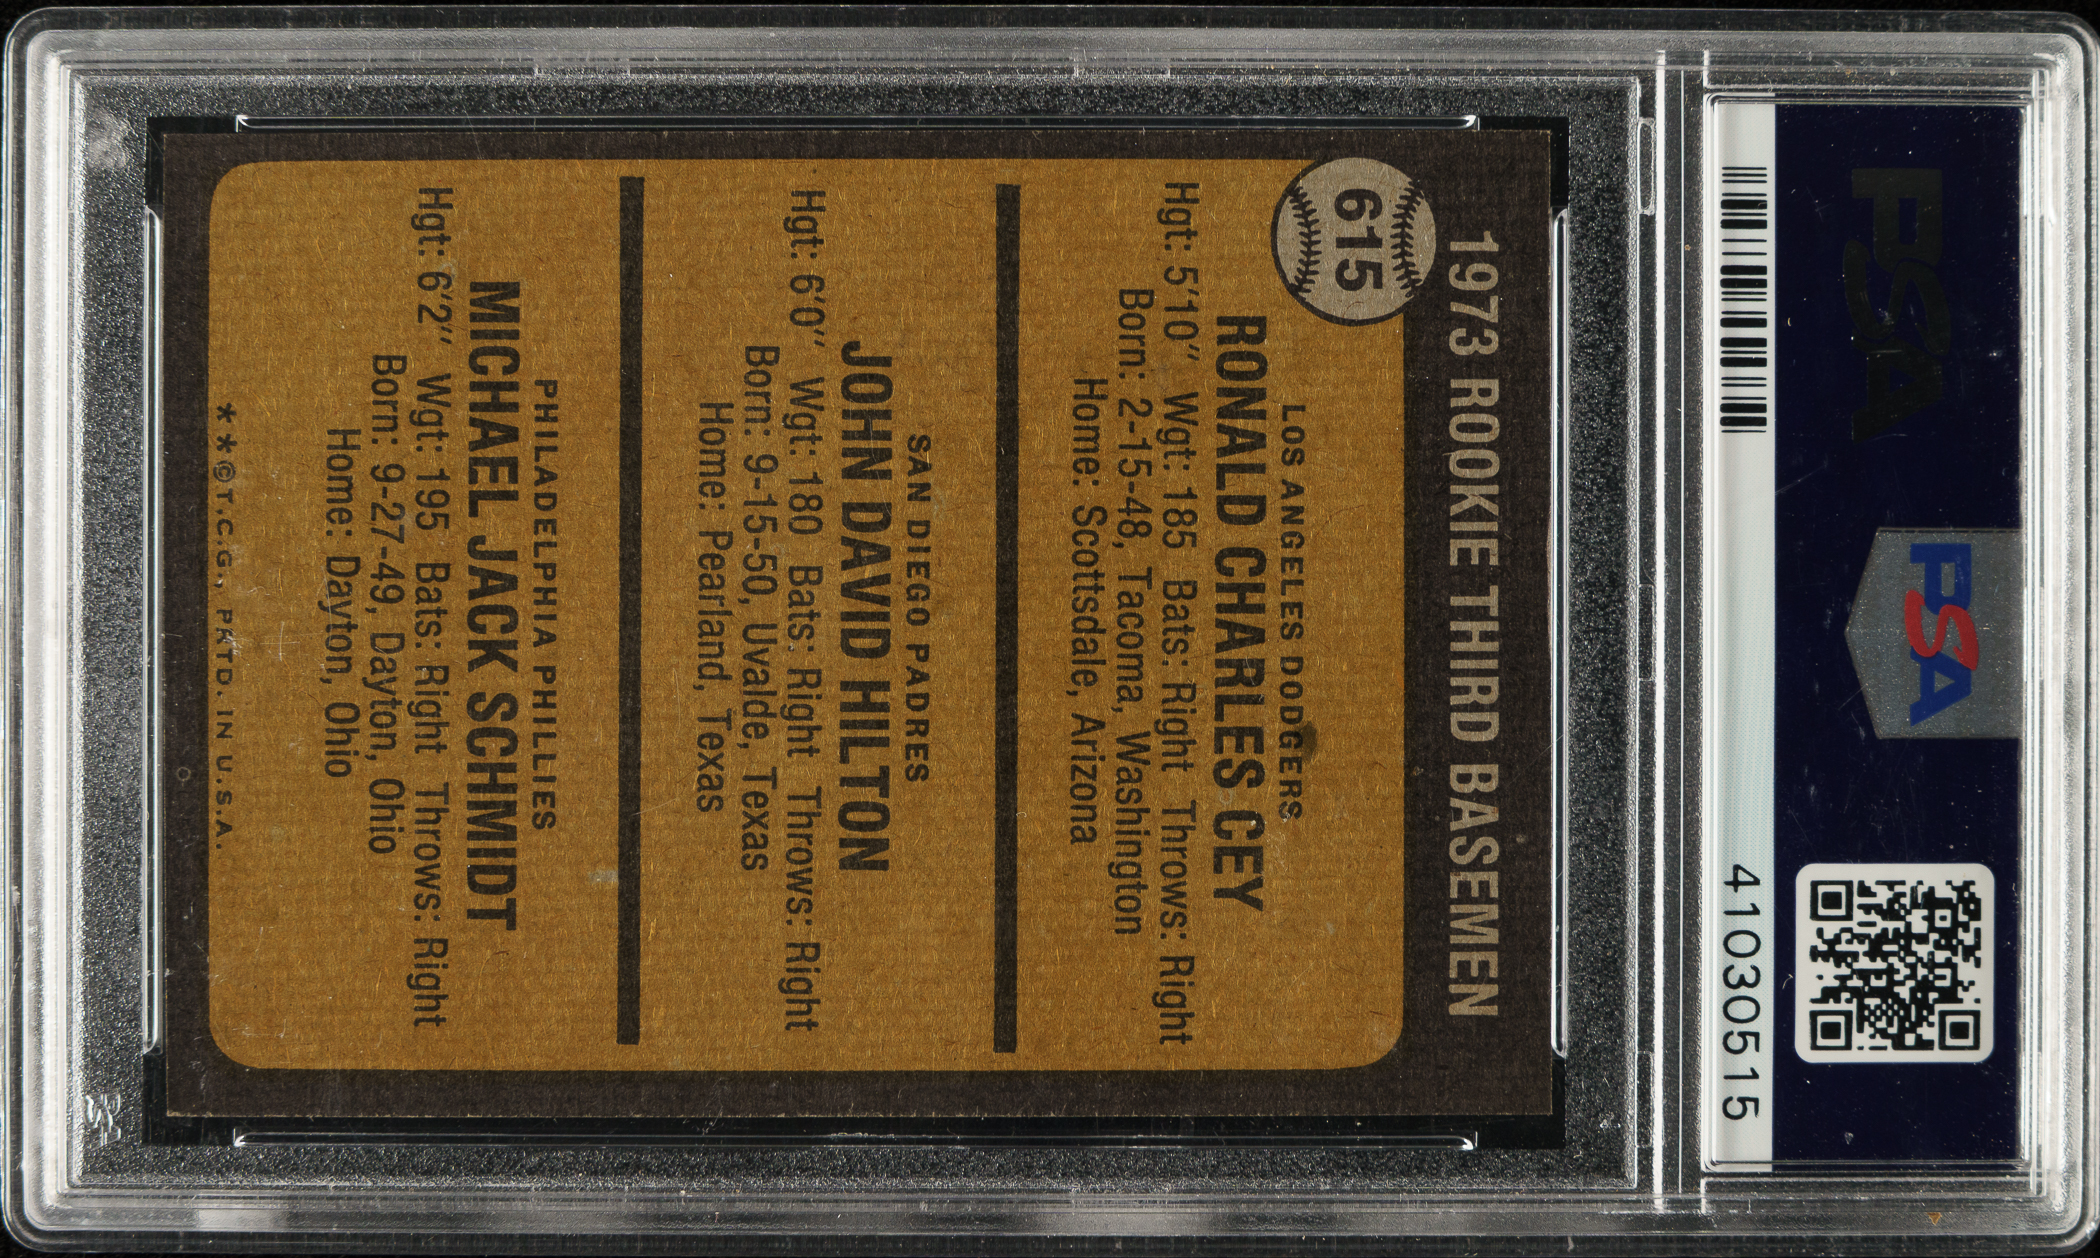 1973 ROOKIE THIRD BASEMEN
615
LOS ANGELES DODGERS
RONALD CHARLES CEY
Hgt: 5'10" Wgt: 185 Bats: Right Throws: Right
Born: 2-15-48, Tacoma, Washington
Home: Scottsdale, Arizona
SAN DIEGO PADRES
JOHN DAVID HILTON
Hgt: 6'0" Wgt: 180 Bats: Right Throws: Right
Born: 9-15-50, Uvalde, Texas
Home: Pearland, Texas
PHILADELPHIA PHILLIES
MICHAEL JACK SCHMIDT
Hgt: 6'2" Wgt: 195 Bats: Right Throws: Right
Born: 9-27-49, Dayton, Ohio
Home: Dayton, Ohio
**©T.C.G., PRTD. IN U.S.A.
PSA
PSA
41030515